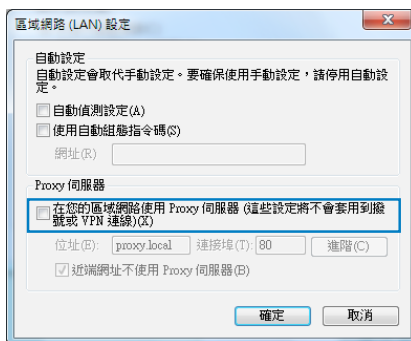 區域網路 (LAN) 設定
自動設定
自動設定會取代手動設定。要確保使用手動設定，請停用自動設
定。
自動偵測設定(A)
使用自動組態指令碼(S)
網址(R)
Proxy 伺服器
在您的區域網路使用 Proxy 伺服器 (這些設定將不會套用到撥
號或 VPN 連線)(X)
位址(E): proxy.local 連接埠(T): 80 進階(C)
近端網址不使用 Proxy 伺服器(B)
確定 取消